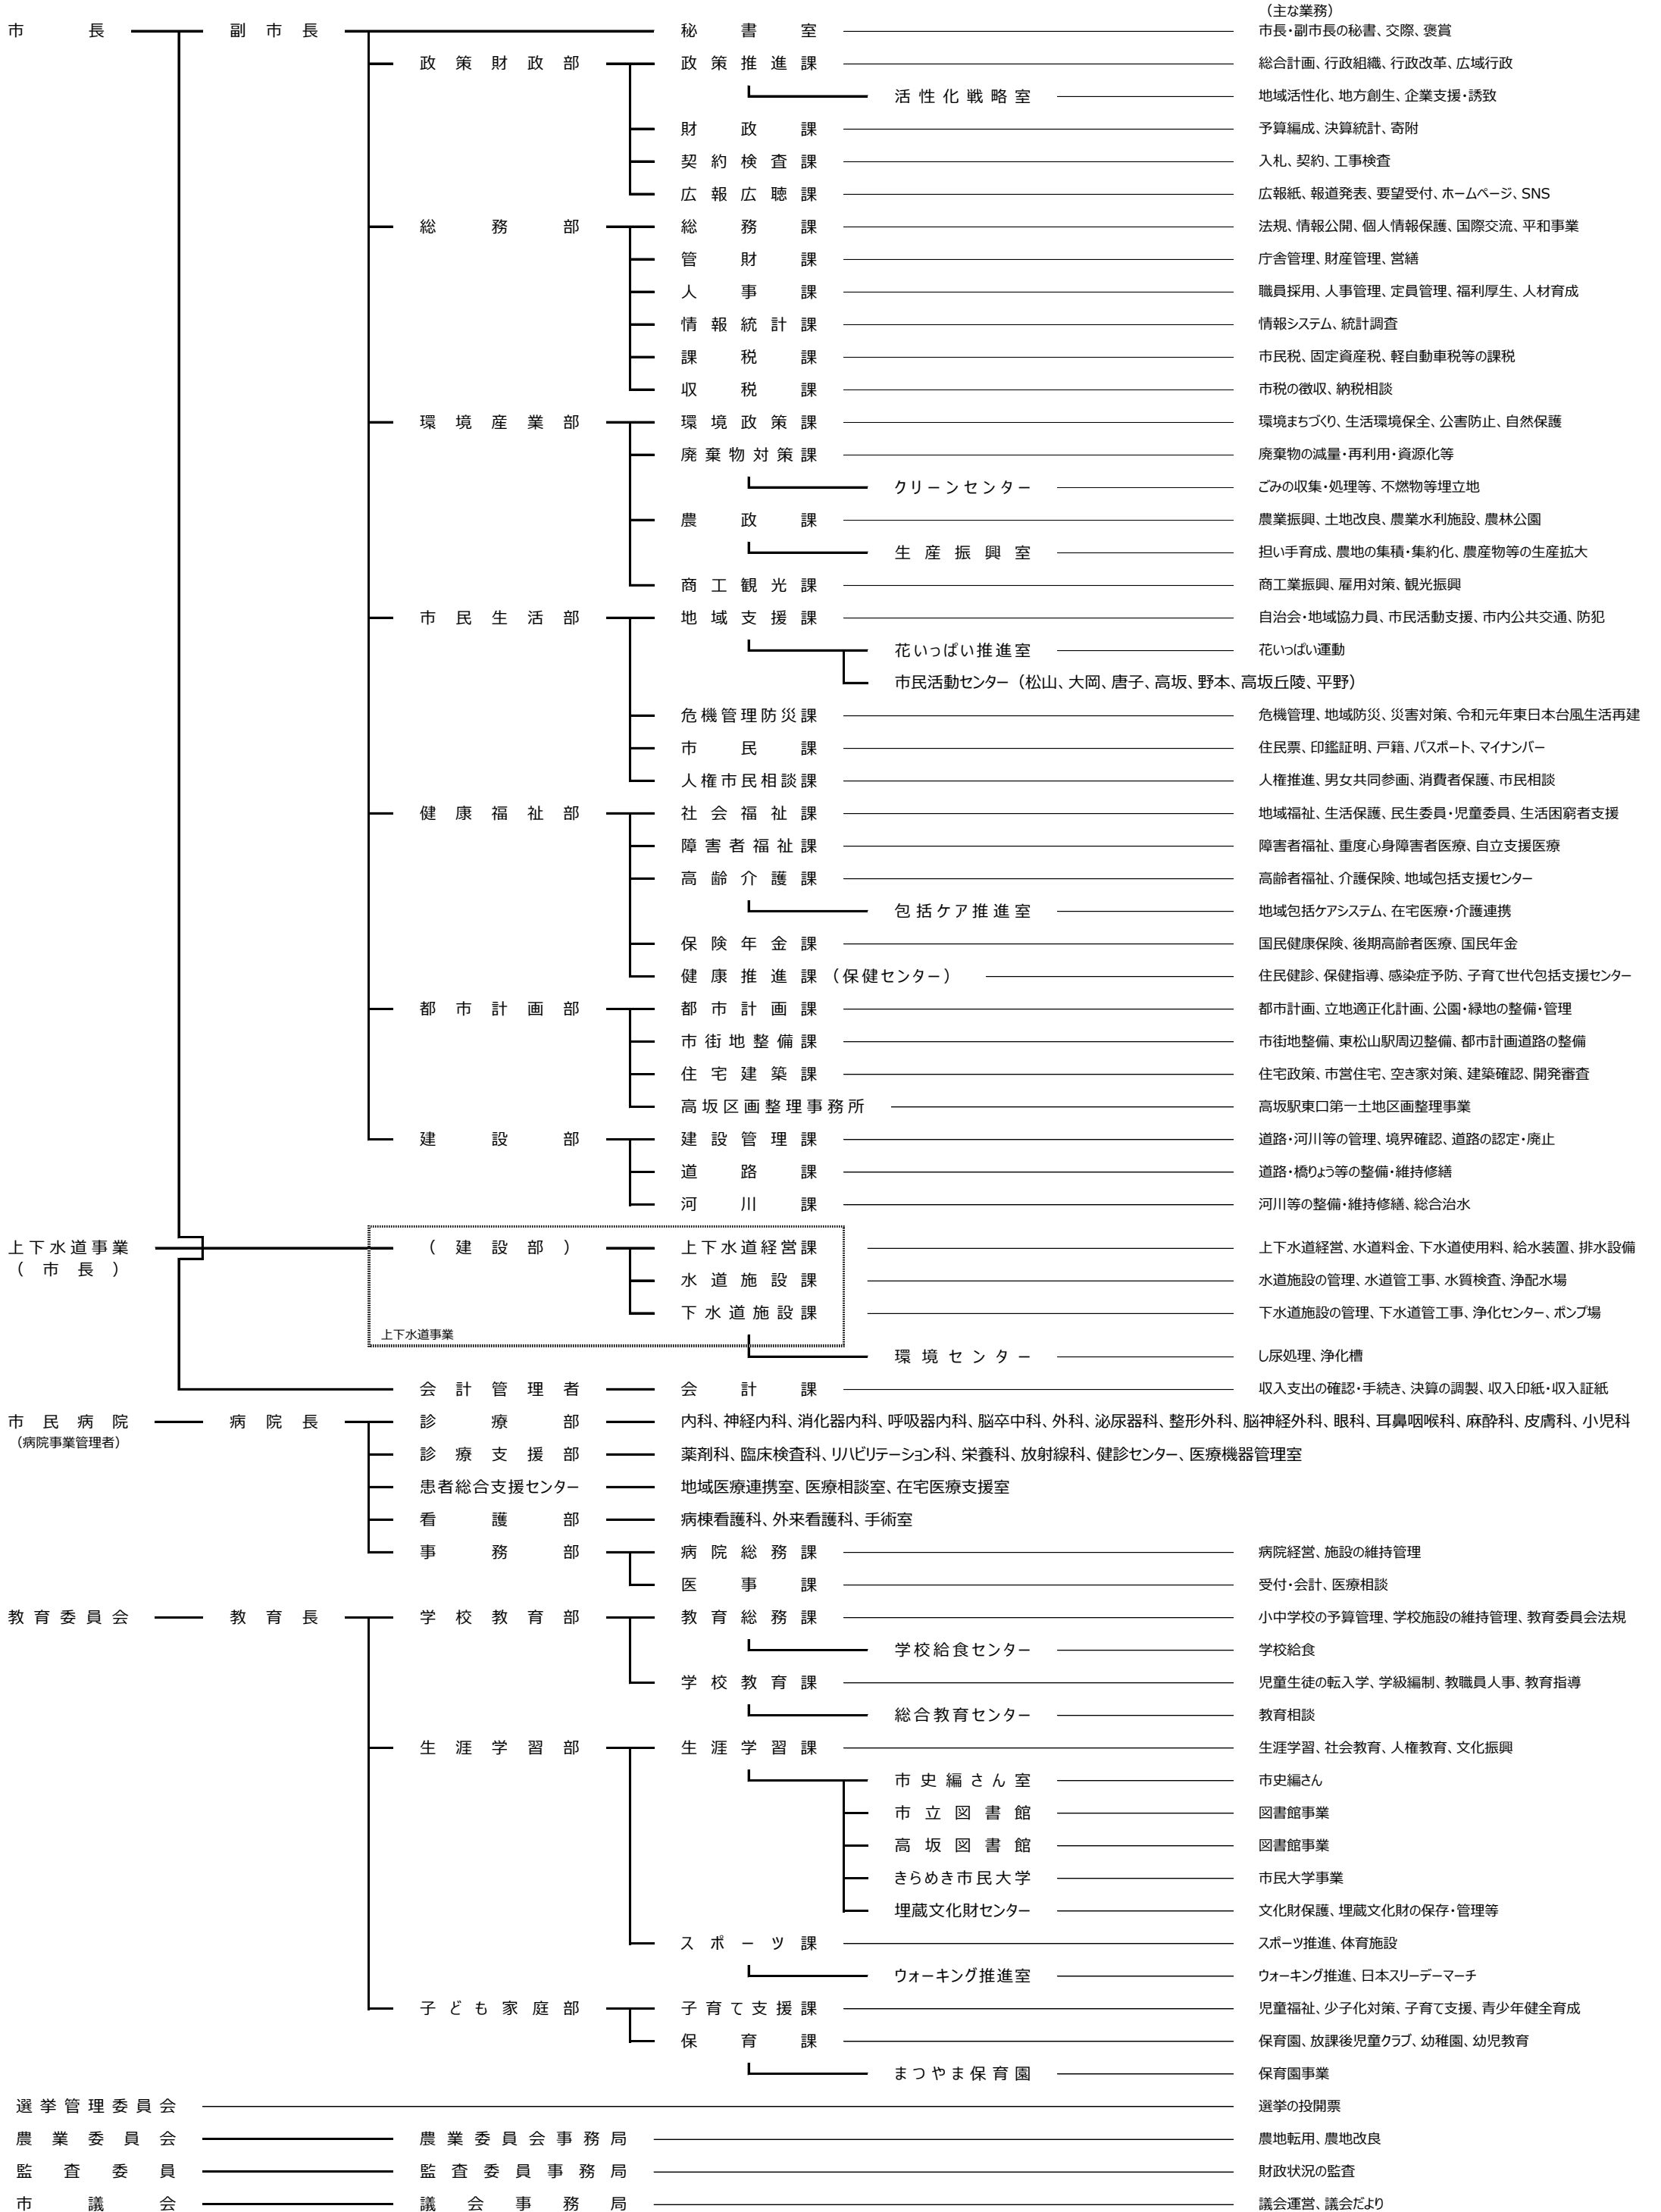 （主な業務）
市長 副市長 秘書室 市長・副市長の秘書、交際、褒賞
政策財政部 政策推進課 総合計画、行政組織、行政改革、広域行政
活性化戦略室 地域活性化、地方創生、企業支援・誘致
財政課 予算編成、決算統計、寄附
契約検査課 入札、契約、工事検査
広報広聴課 広報紙、報道発表、要望受付、ホームページ、SNS
総務部 総務課 法規、情報公開、個人情報保護、国際交流、平和事業
管財課 庁舎管理、財産管理、営繕
人事課 職員採用、人事管理、定員管理、福利厚生、人材育成
情報統計課 情報システム、統計調査
課税課 市民税、固定資産税、軽自動車税等の課税
収税課 市税の徴収、納税相談
環境産業部 環境政策課 環境まちづくり、生活環境保全、公害防止、自然保護
廃棄物対策課 廃棄物の減量・再利用・資源化等
クリーンセンター ごみの収集・処理等、不燃物等埋立地
農政課 農業振興、土地改良、農業水利施設、農林公園
生産振興室 担い手育成、農地の集積・集約化、農産物等の生産拡大
商工観光課 商工業振興、雇用対策、観光振興
市民生活部 地域支援課 自治会・地域協力員、市民活動支援、市内公共交通、防犯
花いっぱい推進室 花いっぱい運動
市民活動センター（松山、大岡、唐子、高坂、野本、高坂丘陵、平野）
危機管理防災課 危機管理、地域防災、災害対策、令和元年東日本台風生活再建
市民課 住民票、印鑑証明、戸籍、パスポート、マイナンバー
人権市民相談課 人権推進、男女共同参画、消費者保護、市民相談
健康福祉部 社会福祉課 地域福祉、生活保護、民生委員・児童委員、生活困窮者支援
障害者福祉課 障害者福祉、重度心身障害者医療、自立支援医療
高齢介護課 高齢者福祉、介護保険、地域包括支援センター
包括ケア推進室 地域包括ケアシステム、在宅医療・介護連携
保険年金課 国民健康保険、後期高齢者医療、国民年金
健康推進課（保健センター） 住民健診、保健指導、感染症予防、子育て世代包括支援センター
都市計画部 都市計画課 都市計画、立地適正化計画、公園・緑地の整備・管理
市街地整備課 市街地整備、東松山駅周辺整備、都市計画道路の整備
住宅建築課 住宅政策、市営住宅、空き家対策、建築確認、開発審査
高坂区画整理事務所 高坂駅東口第一土地区画整理事業
建設部 建設管理課 道路・河川等の管理、境界確認、道路の認定・廃止
道路課 道路・橋りょう等の整備・維持修繕
河川課 河川等の整備・維持修繕、総合治水
上下水道事業 （建設部） 上下水道経営課 上下水道経営、水道料金、下水道使用料、給水装置、排水設備
（市長）
水道施設課 水道施設の管理、水道管工事、水質検査、浄配水場
下水道施設課 下水道施設の管理、下水道管工事、浄化センター、ポンプ場
上下水道事業
環境センター し尿処理、浄化槽
会計管理者 会計課 収入支出の確認・手続き、決算の調製、収入印紙・収入証紙
市民病院 病院長 診療部 内科、神経内科、消化器内科、呼吸器内科、脳卒中科、外科、泌尿器科、整形外科、脳神経外科、眼科、耳鼻咽喉科、麻酔科、皮膚科、小児科
（病院事業管理者）
診療支援部 薬剤科、臨床検査科、リハビリテーション科、栄養科、放射線科、健診センター、医療機器管理室
患者総合支援センター 地域医療連携室、医療相談室、在宅医療支援室
看護部 病棟看護科、外来看護科、手術室
事務部 病院総務課 病院経営、施設の維持管理
医事課 受付・会計、医療相談
教育委員会 教育長 学校教育部 教育総務課 小中学校の予算管理、学校施設の維持管理、教育委員会法規
学校給食センター 学校給食
学校教育課 児童生徒の転入学、学級編制、教職員人事、教育指導
総合教育センター 教育相談
生涯学習部 生涯学習課 生涯学習、社会教育、人権教育、文化振興
市史編さん室 市史編さん
市立図書館 図書館事業
高坂図書館 図書館事業
きらめき市民大学 市民大学事業
埋蔵文化財センター 文化財保護、埋蔵文化財の保存・管理等
スポーツ課 スポーツ推進、体育施設
ウォーキング推進室 ウォーキング推進、日本スリーデーマーチ
子ども家庭部 子育て支援課 児童福祉、少子化対策、子育て支援、青少年健全育成
保育課 保育園、放課後児童クラブ、幼稚園、幼児教育
まつやま保育園 保育園事業
選挙管理委員会 選挙の投開票
農業委員会 農業委員会事務局 農地転用、農地改良
監査委員 監査委員事務局 財政状況の監査
市議会 議会事務局 議会運営、議会だより